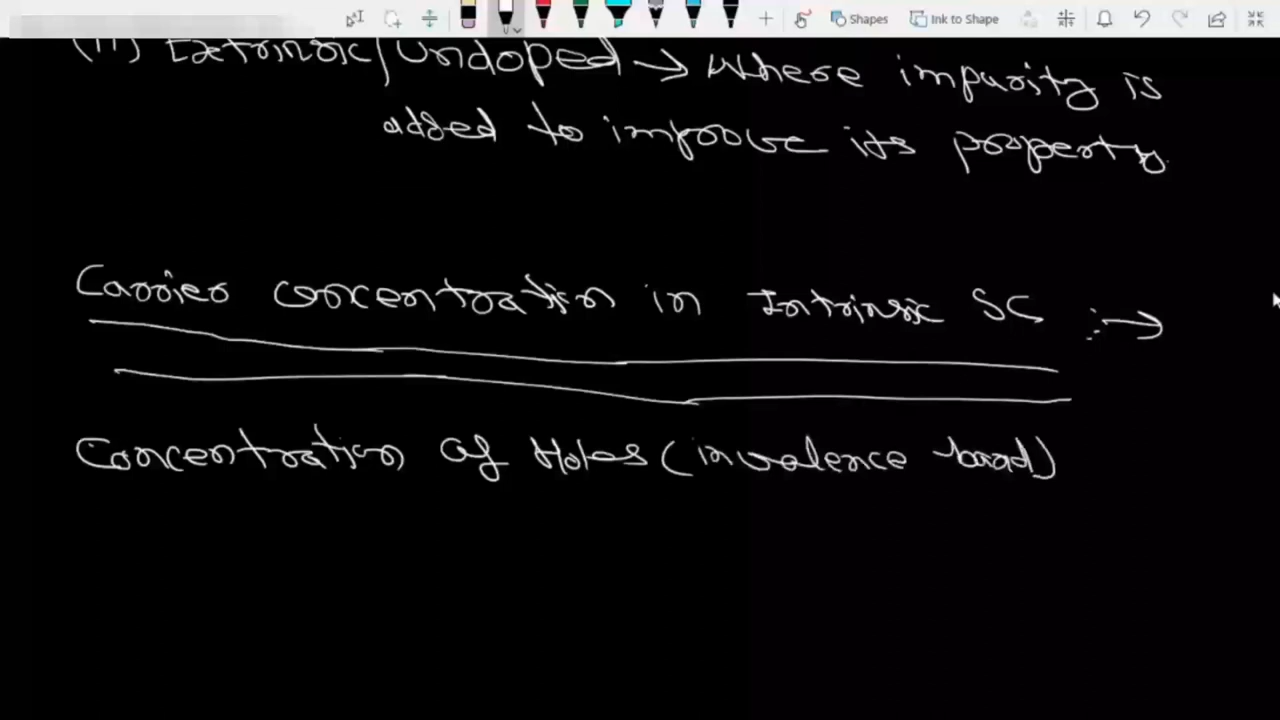 Shapes Ink to Shape
(ii) Extrinsic/Undoped → Where impurity is
added to improve its property.
Carrier concentration in Intrinsic SC :→
Concentration of Holes (in valence band)